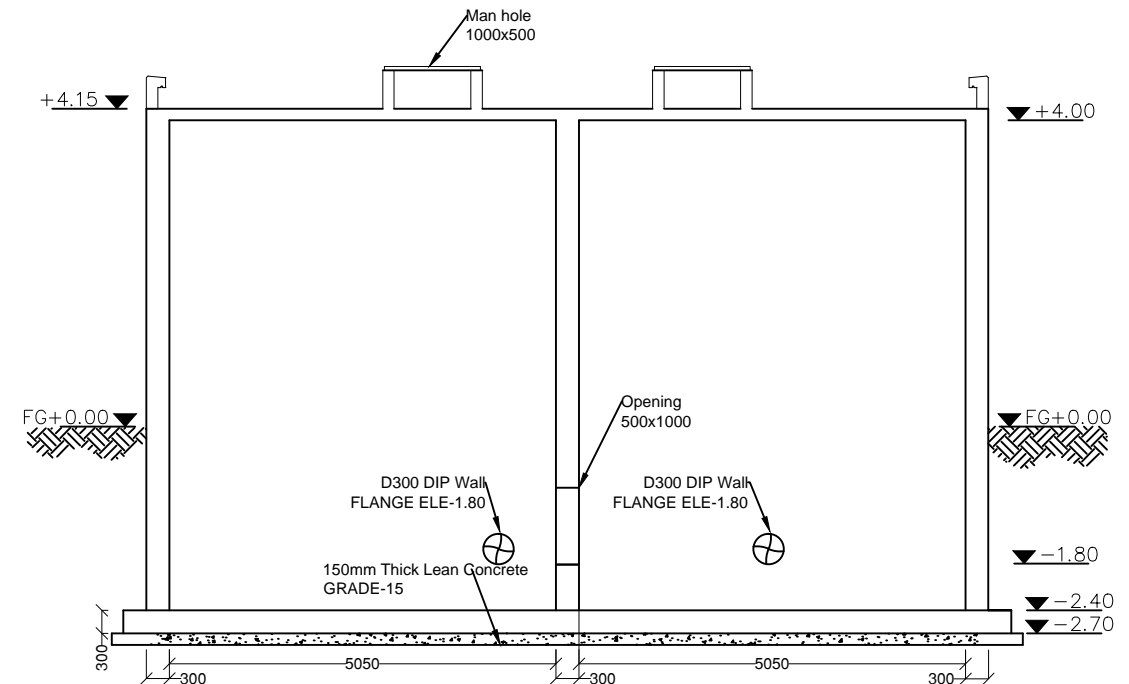 Man hole
1000x500
+4.15
+4.00
Opening
500x1000
FG+0.00
FG+0.00
D300 DIP Wall
FLANGE ELE-1.80
D300 DIP Wall
FLANGE ELE-1.80
-1.80
150mm Thick Lean Concrete
GRADE-15
-2.40
-2.70
300
5050
5050
300
300
300